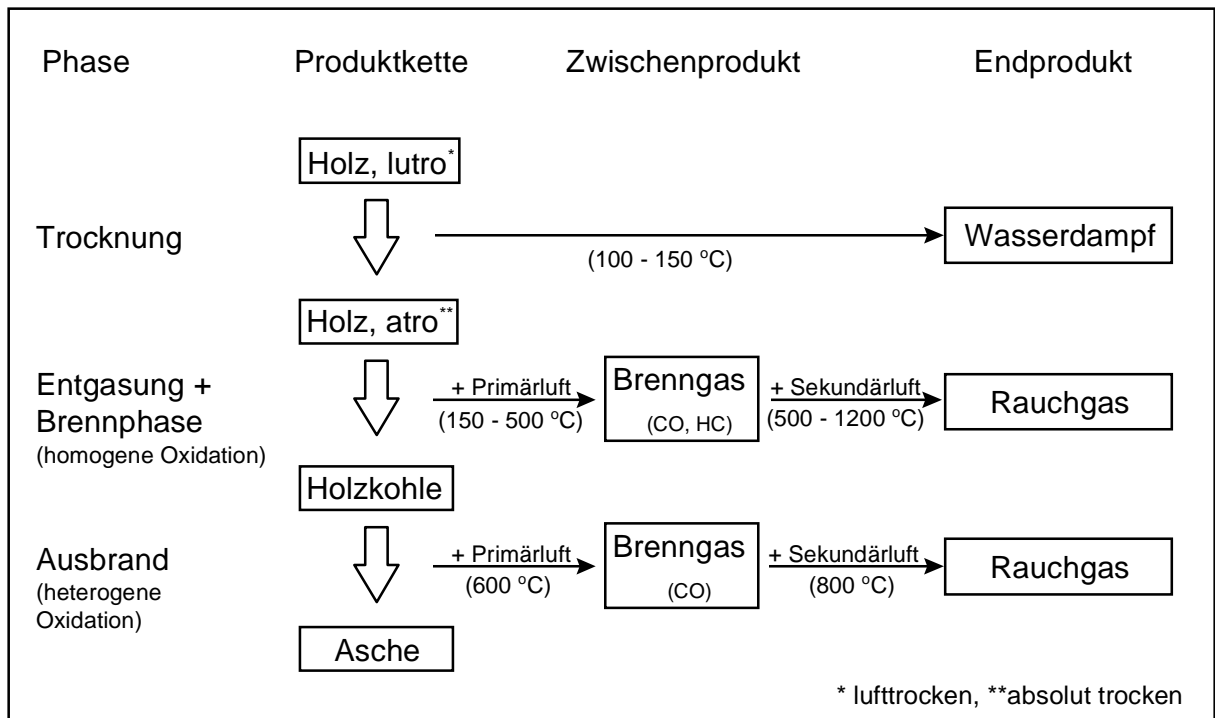 Phase Produktkette Zwischenprodukt Endprodukt
Holz, lutro*
Trocknung
(100 - 150 °C)
Wasserdampf
Holz, atro**
Entgasung +
Brennphase
(homogene Oxidation)
+ Primärluft
(150 - 500 °C)
Brenngas
(CO, HC)
+ Sekundärluft
(500 - 1200 °C)
Rauchgas
Holzkohle
Ausbrand
(heterogene
Oxidation)
+ Primärluft
(600 °C)
Brenngas
(CO)
+ Sekundärluft
(800 °C)
Rauchgas
Asche
* lufttrocken, **absolut trocken